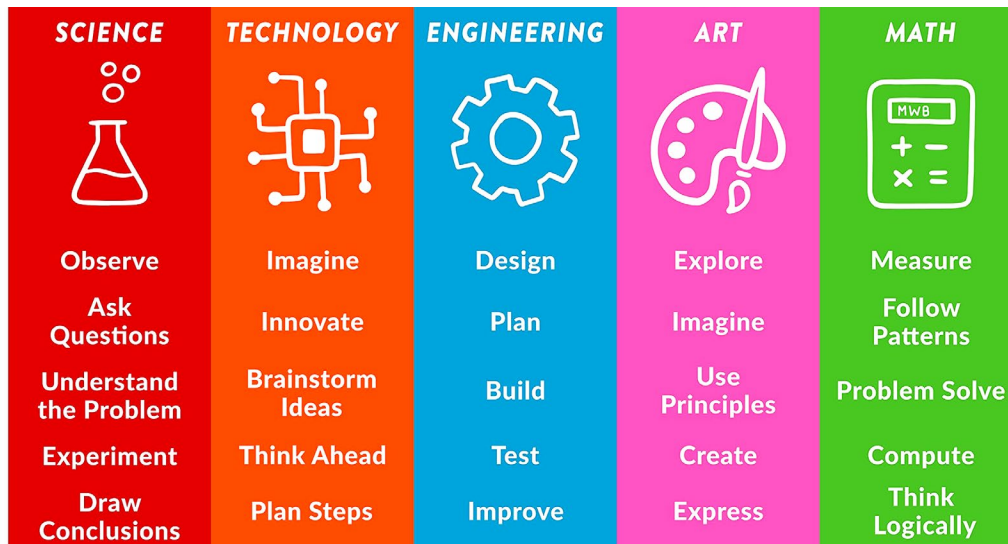 SCIENCE
Observe
Ask
Questions
Understand
the Problem
Experiment
Draw
Conclusions
TECHNOLOGY
Imagine
Innovate
Brainstorm
Ideas
Think Ahead
Plan Steps
ENGINEERING
Design
Plan
Build
Test
Improve
ART
Explore
Imagine
Use
Principles
Create
Express
MATH
MWB
+ -
× =
Measure
Follow
Patterns
Problem Solve
Compute
Think
Logically